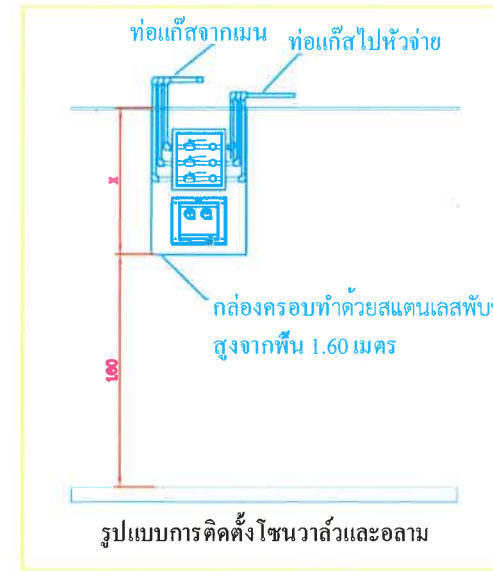 ท่อแก๊สจากเมน
ท่อแก๊สไปหัวจ่าย
X
กล่องครอบทำด้วยสแตนเลสพับ
สูงจากพื้น 1.60 เมตร
1.60
รูปแบบการติดตั้งโซนวาล์วและอลาม